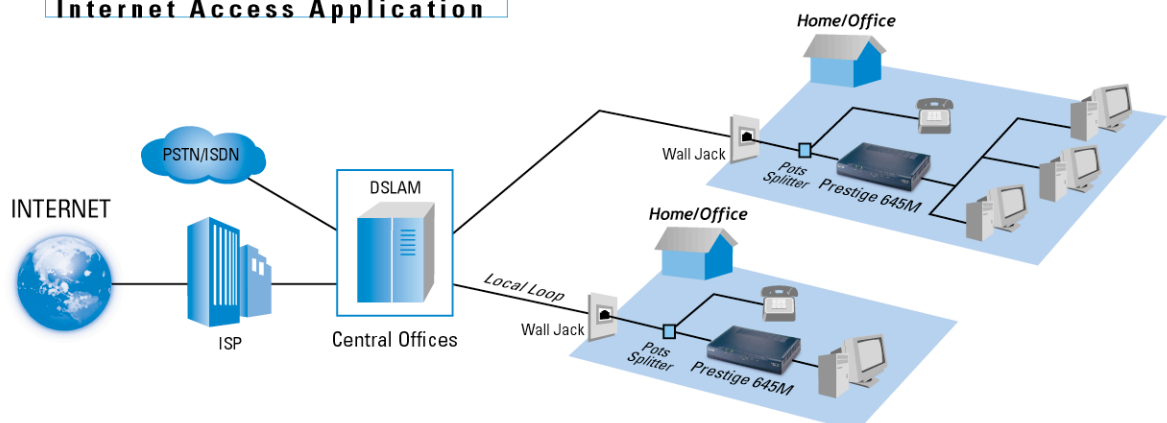 Internet Access Application
Home/Office
PSTN/ISDN
DSLAM
Wall Jack
Pots
Splitter
Prestige 645M
INTERNET
Home/Office
Local Loop
Wall Jack
ISP
Central Offices
Pots
Splitter
Prestige 645M